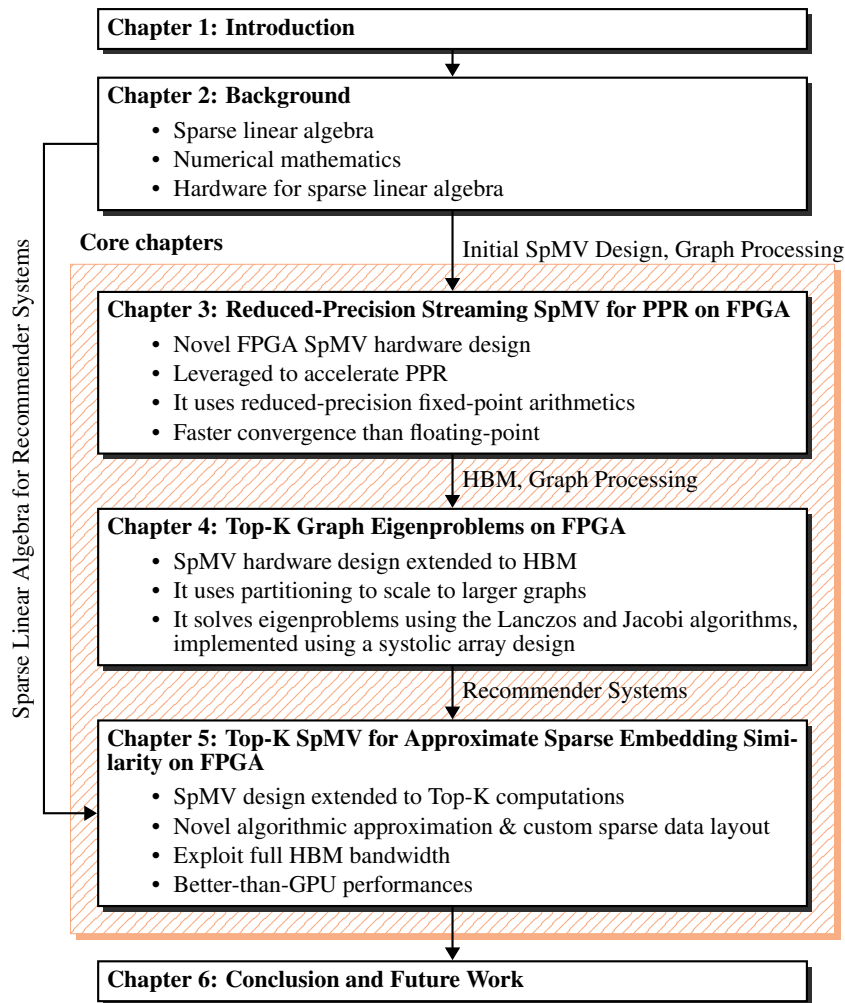 Chapter 1: Introduction
Chapter 2: Background
• Sparse linear algebra
• Numerical mathematics
• Hardware for sparse linear algebra
Sparse Linear Algebra for Recommender Systems
Core chapters
Initial SpMV Design, Graph Processing
Chapter 3: Reduced-Precision Streaming SpMV for PPR on FPGA
• Novel FPGA SpMV hardware design
• Leveraged to accelerate PPR
• It uses reduced-precision fixed-point arithmetics
• Faster convergence than floating-point
HBM, Graph Processing
Chapter 4: Top-K Graph Eigenproblems on FPGA
• SpMV hardware design extended to HBM
• It uses partitioning to scale to larger graphs
• It solves eigenproblems using the Lanczos and Jacobi algorithms,
implemented using a systolic array design
Recommender Systems
Chapter 5: Top-K SpMV for Approximate Sparse Embedding Simi-
larity on FPGA
• SpMV design extended to Top-K computations
• Novel algorithmic approximation & custom sparse data layout
• Exploit full HBM bandwidth
• Better-than-GPU performances
Chapter 6: Conclusion and Future Work